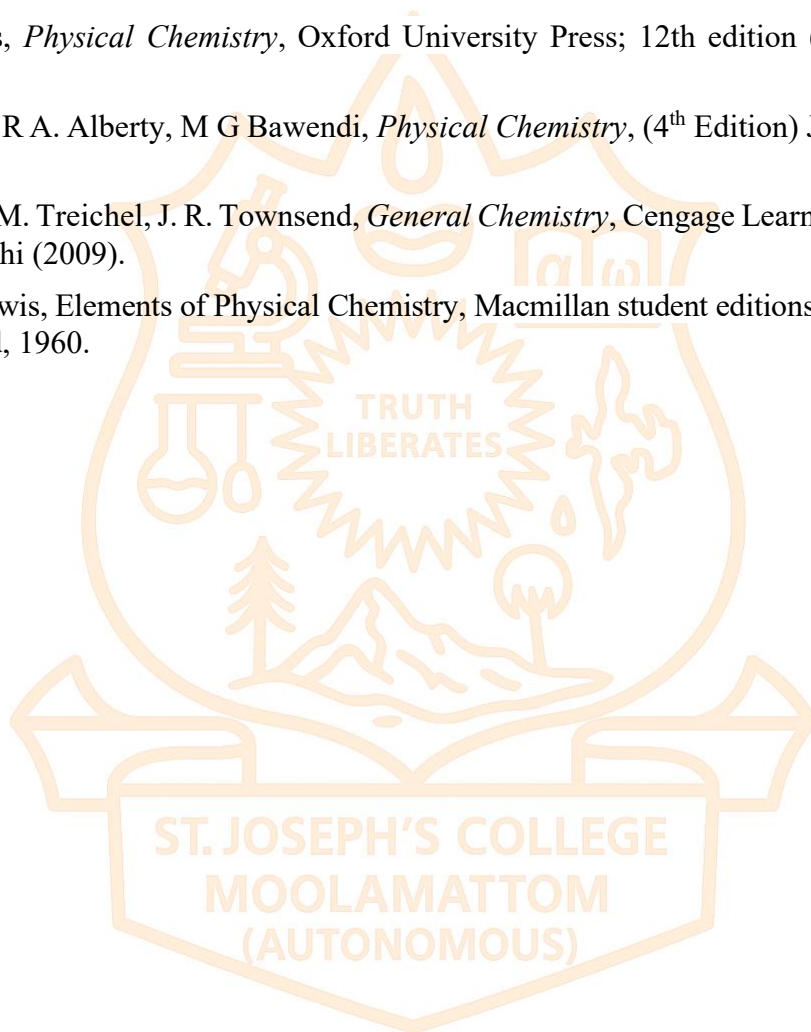 s, Physical Chemistry, Oxford University Press; 12th edition (
R A. Alberty, M G Bawendi, Physical Chemistry, (4th Edition) J
M. Treichel, J. R. Townsend, General Chemistry, Cengage Learn
hi (2009).
wis, Elements of Physical Chemistry, Macmillan student editions
, 1960.
α ω
TRUTH
LIBERATES
ST. JOSEPH'S COLLEGE
MOOLAMATTOM
(AUTONOMOUS)